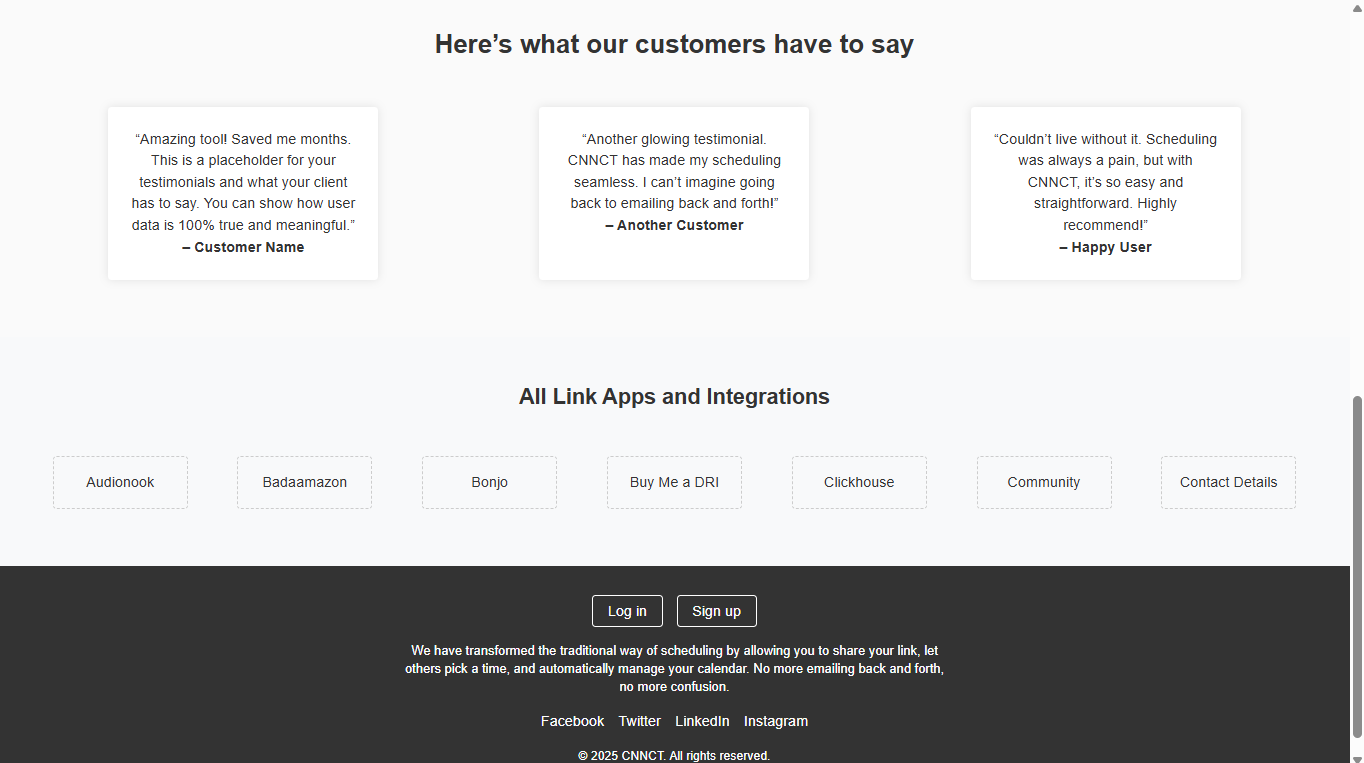 Here’s what our customers have to say
“Amazing tool! Saved me months.
This is a placeholder for your
testimonials and what your client
has to say. You can show how user
data is 100% true and meaningful.”
– Customer Name
“Another glowing testimonial.
CNNCT has made my scheduling
seamless. I can’t imagine going
back to emailing back and forth!”
– Another Customer
“Couldn’t live without it. Scheduling
was always a pain, but with
CNNCT, it’s so easy and
straightforward. Highly
recommend!”
– Happy User
All Link Apps and Integrations
Audionook
Badaamazon
Bonjo
Buy Me a DRI
Clickhouse
Community
Contact Details
Log in
Sign up
We have transformed the traditional way of scheduling by allowing you to share your link, let
others pick a time, and automatically manage your calendar. No more emailing back and forth,
no more confusion.
Facebook Twitter LinkedIn Instagram
© 2025 CNNCT. All rights reserved.